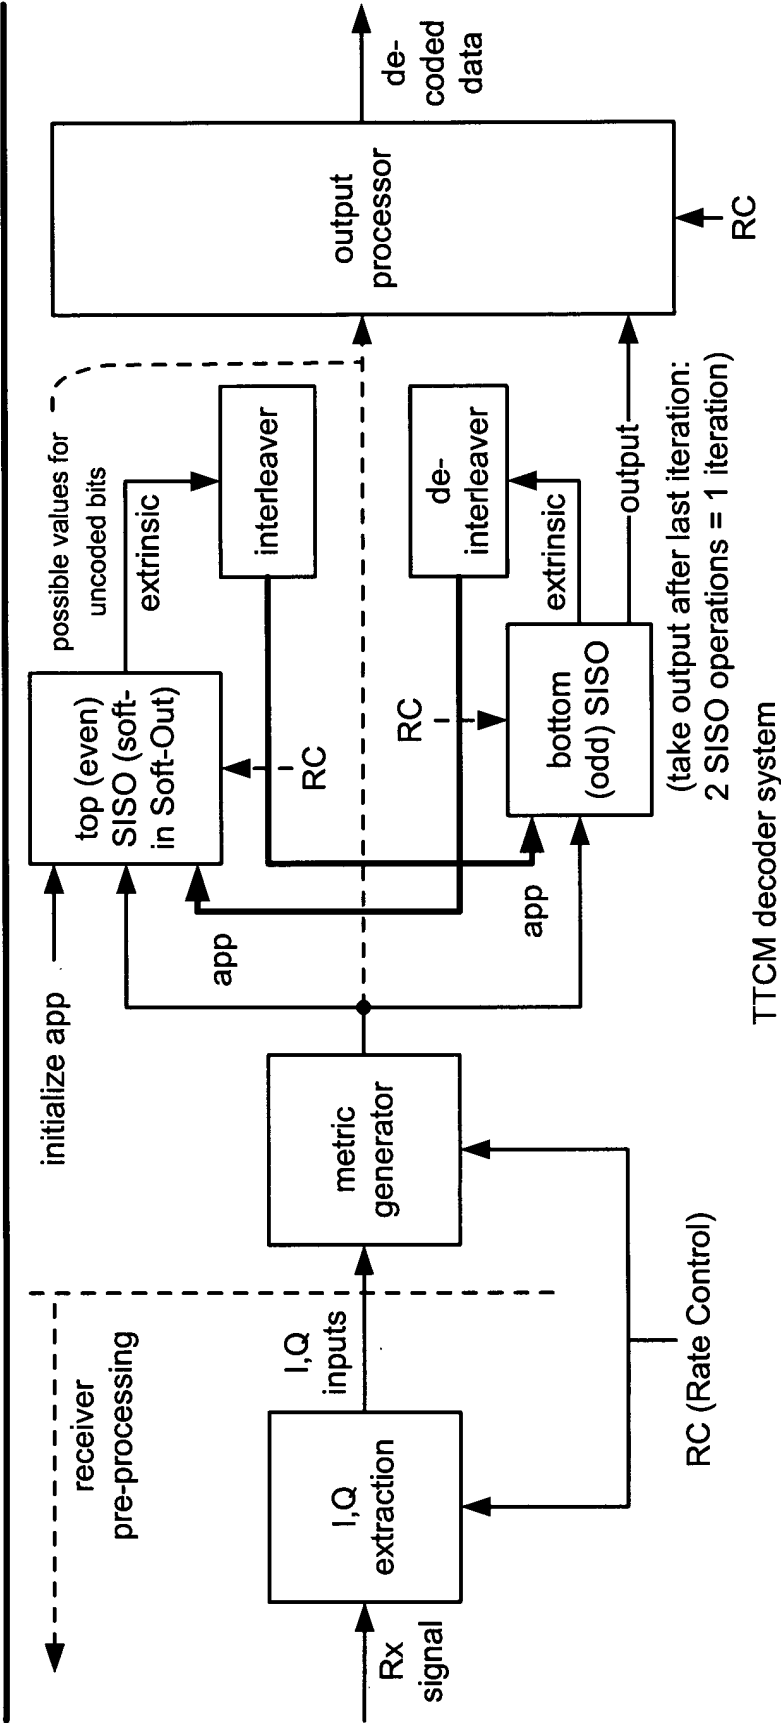 receiver
pre-processing
Rx
signal
I,Q
extraction
I,Q
inputs
RC (Rate Control)
metric
generator
initialize app
app
app
top (even)
SISO (soft-
in Soft-Out)
RC
possible values for
uncoded bits
extrinsic
interleaver
RC
bottom
(odd) SISO
extrinsic
de-
interleaver
output
(take output after last iteration:
2 SISO operations = 1 iteration)
output
processor
RC
de-
coded
data
TTCM decoder system